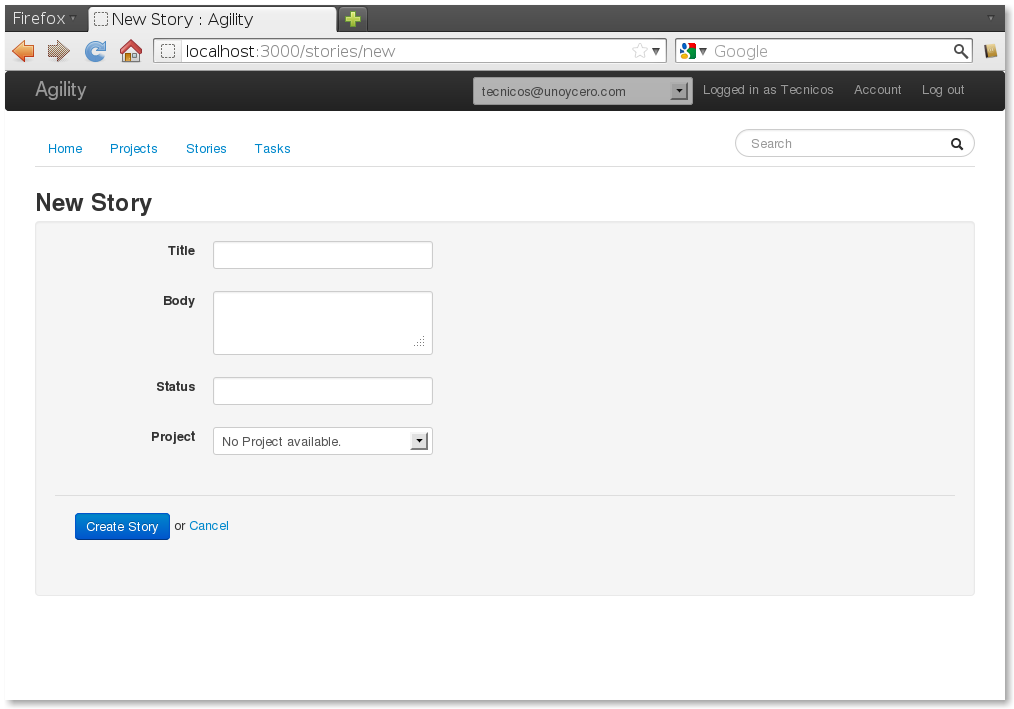 Firefox
New Story : Agility
localhost:3000/stories/new
Google
Agility
tecnicos@unoycero.com
Logged in as Tecnicos
Account
Log out
Home
Projects
Stories
Tasks
Search
New Story
Title
Body
Status
Project
No Project available.
Create Story or Cancel